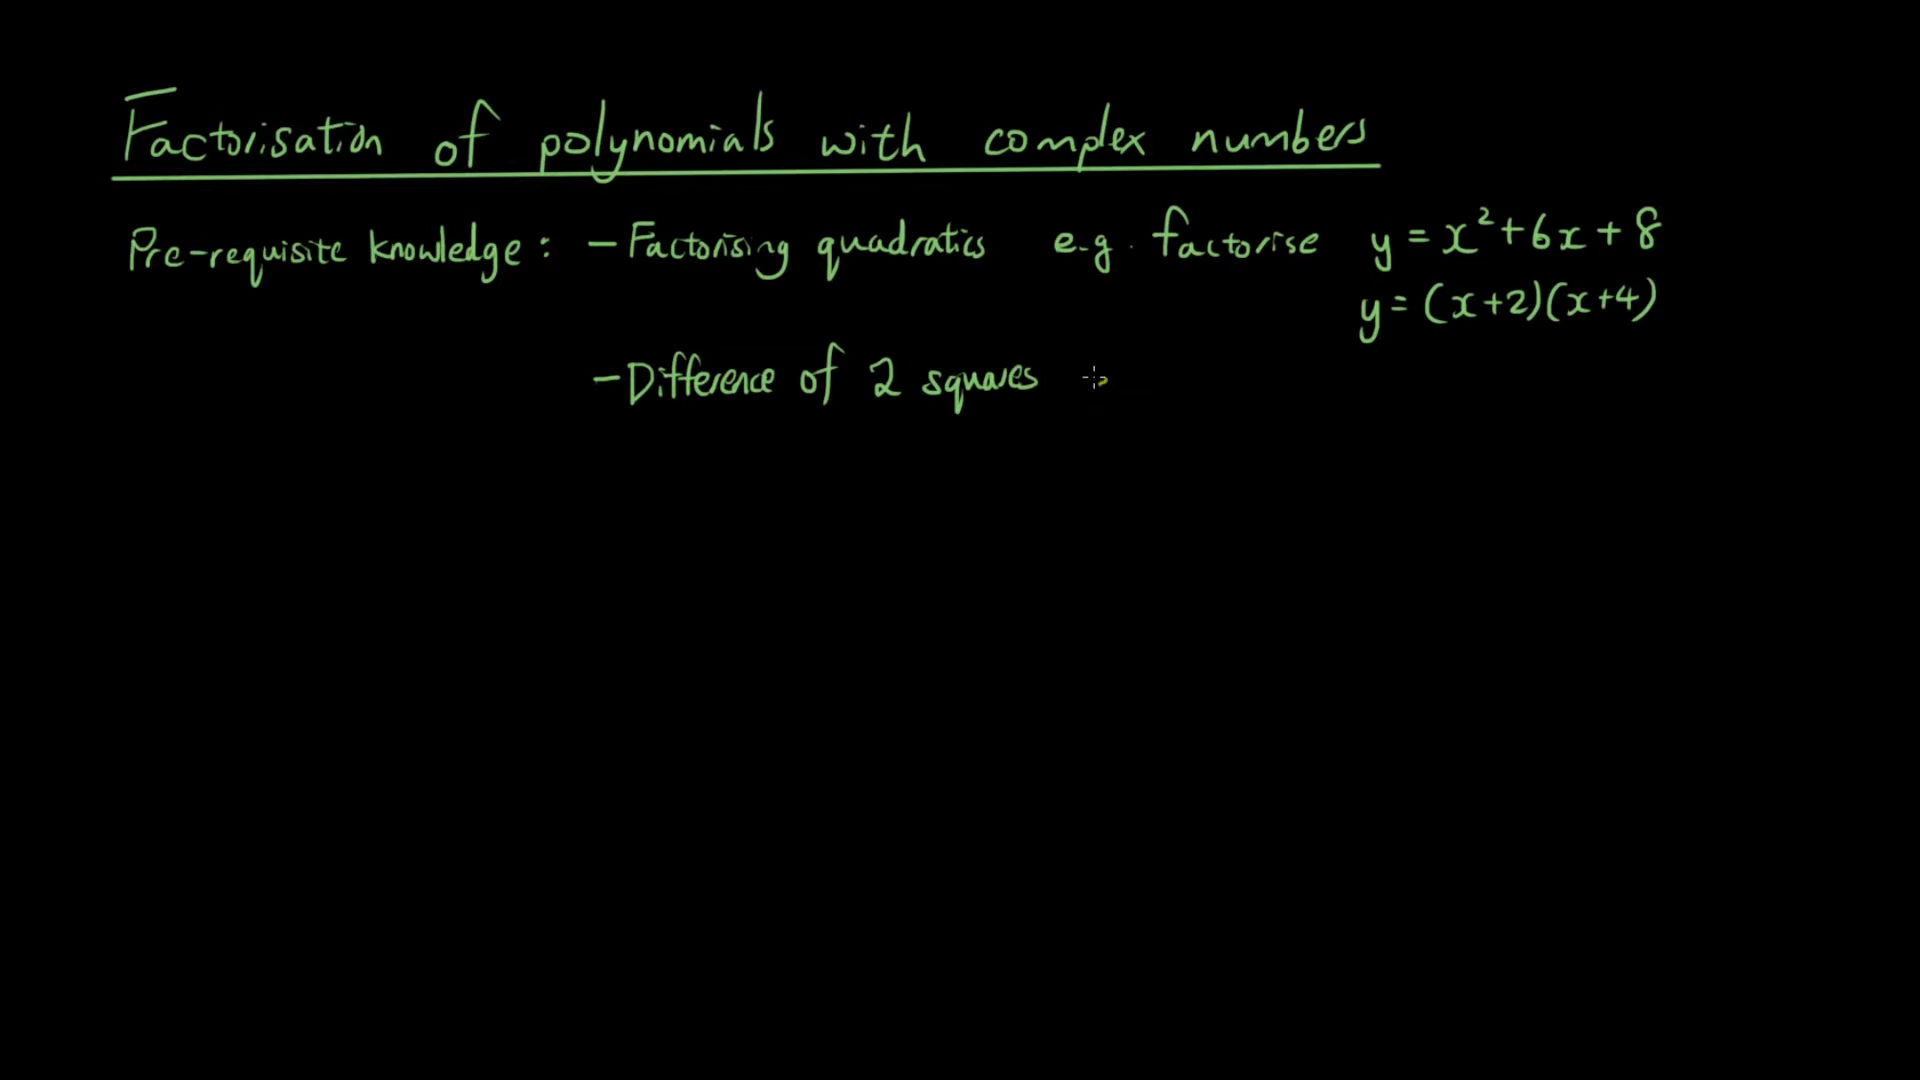 Factorisation of polynomials with complex numbers
Pre-requisite knowledge: - Factorising quadratics e.g. factorise y = x²+6x+8
y = (x+2)(x+4)
- Difference of 2 squares